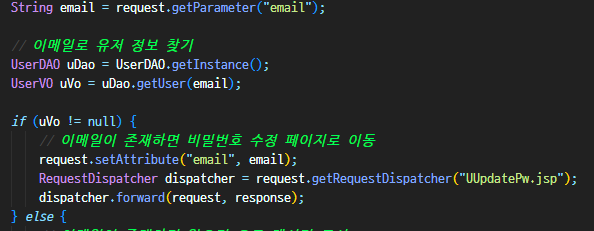 String email = request.getParameter("email");
// 이메일로 유저 정보 찾기
UserDAO uDao = UserDAO.getInstance();
UserVO uVo = uDao.getUser(email);
if (uVo != null) {
// 이메일이 존재하면 비밀번호 수정 페이지로 이동
request.setAttribute("email", email);
RequestDispatcher dispatcher = request.getRequestDispatcher("UUpdatePw.jsp");
dispatcher.forward(request, response);
} else {